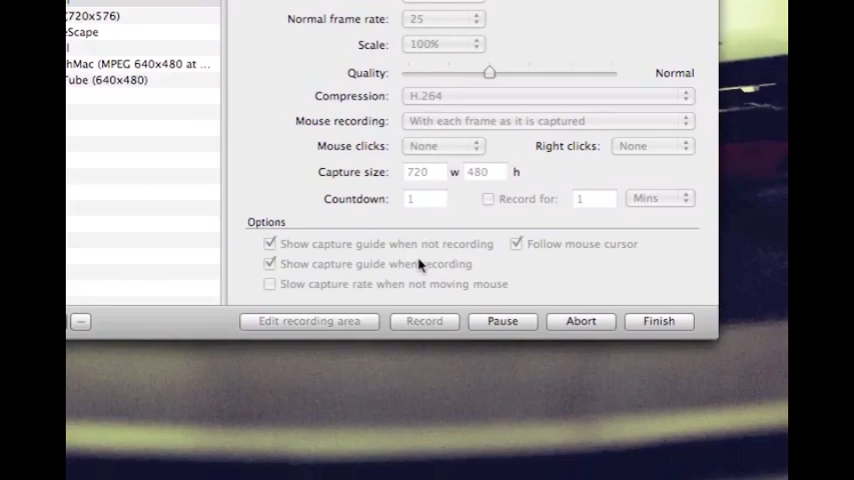 (720x576)
Normal frame rate: 25
eScape
Scale: 100%
l
hMac (MPEG 640x480 at ...
Quality: Normal
Tube (640x480)
Compression: H.264
Mouse recording: With each frame as it is captured
Mouse clicks: None Right clicks: None
Capture size: 720 w 480 h
Countdown: 1 Record for: 1 Mins
Options
Show capture guide when not recording Follow mouse cursor
Show capture guide when recording
Slow capture rate when not moving mouse
Edit recording area Record Pause Abort Finish